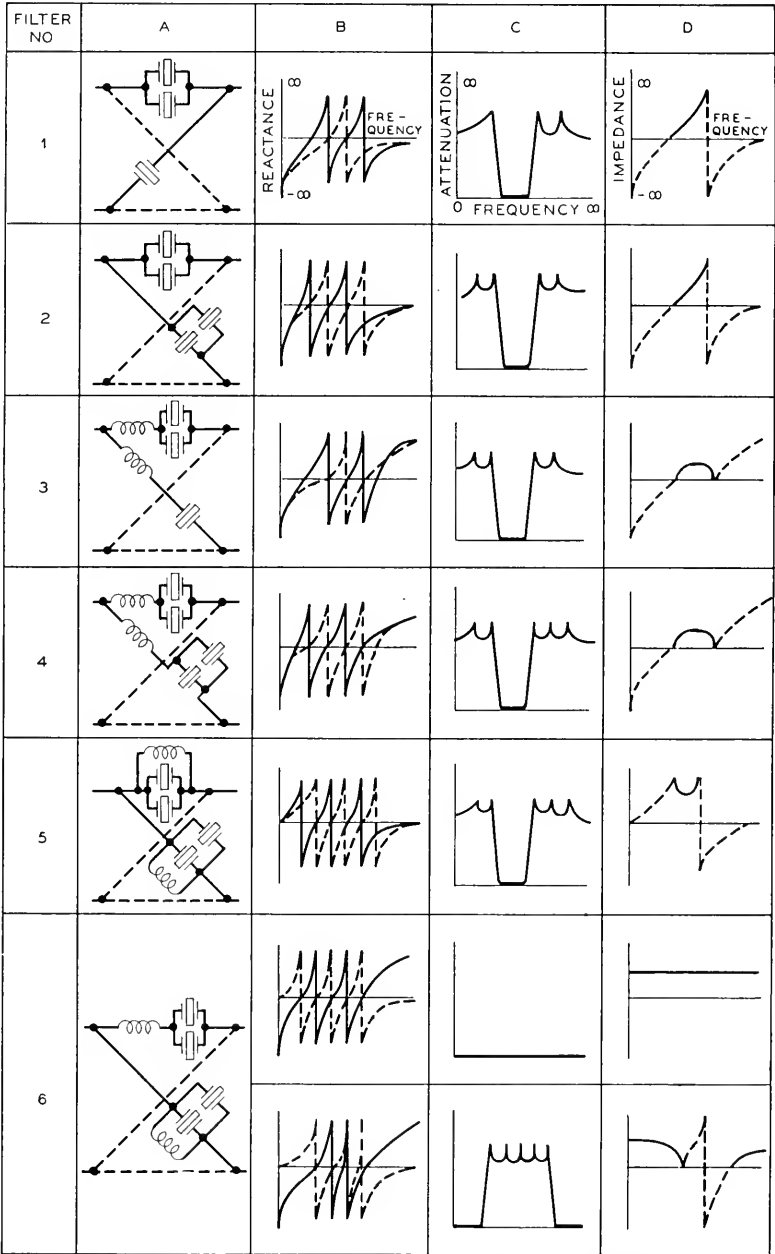 FILTER
NO
A
B
C
D
1
REACTANCE
∞
-∞
FRE-
QUENCY
ATTENUATION
∞
0 FREQUENCY ∞
IMPEDANCE
∞
-∞
FRE-
QUENCY
2
3
4
5
6